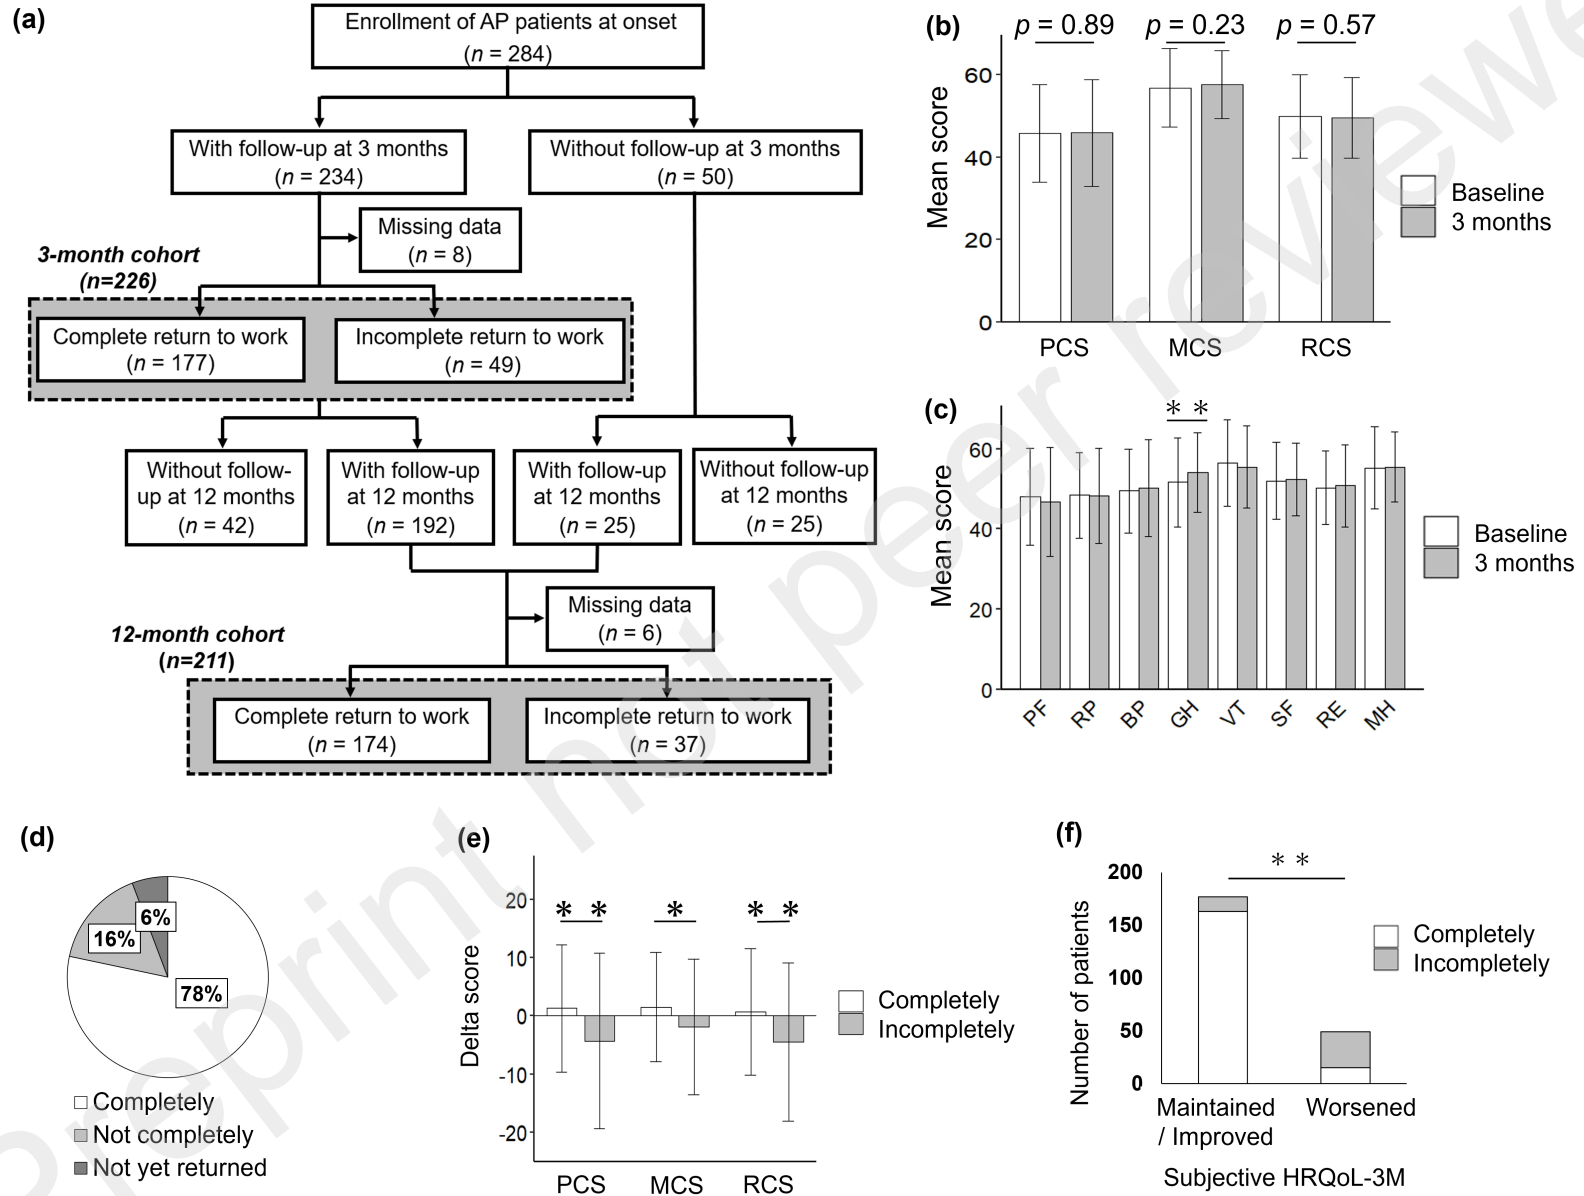 (a)
Enrollment of AP patients at onset
(n = 284)
With follow-up at 3 months
(n = 234)
Without follow-up at 3 months
(n = 50)
Missing data
(n = 8)
3-month cohort
(n=226)
Complete return to work
(n = 177)
Incomplete return to work
(n = 49)
Without follow-
up at 12 months
(n = 42)
With follow-up
at 12 months
(n = 192)
With follow-up
at 12 months
(n = 25)
Without follow-up
at 12 months
(n = 25)
Missing data
(n = 6)
12-month cohort
(n=211)
Complete return to work
(n = 174)
Incomplete return to work
(n = 37)
(b)
p = 0.89 p = 0.23 p = 0.57
Mean score
60
40
20
0
PCS MCS RCS
Baseline
3 months
(c)
* *
Mean score
60
40
20
0
PF RP BP GH VT SF RE MH
Baseline
3 months
(d)
6%
16%
78%
Completely
Not completely
Not yet returned
(e)
Delta score
20
10
0
-10
-20
* * * * *
PCS MCS RCS
Completely
Incompletely
(f)
* *
Number of patients
200
150
100
50
0
Maintained
/ Improved
Worsened
Subjective HRQoL-3M
Completely
Incompletely
Preprint not peer reviewe